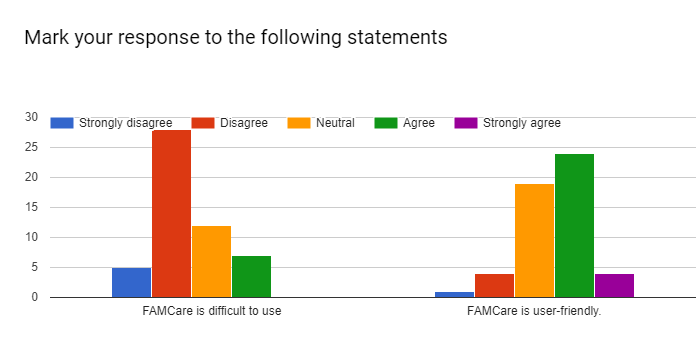 Mark your response to the following statements
30
Strongly disagree Disagree Neutral Agree Strongly agree
25
20
15
10
5
0
FAMCare is difficult to use FAMCare is user-friendly.